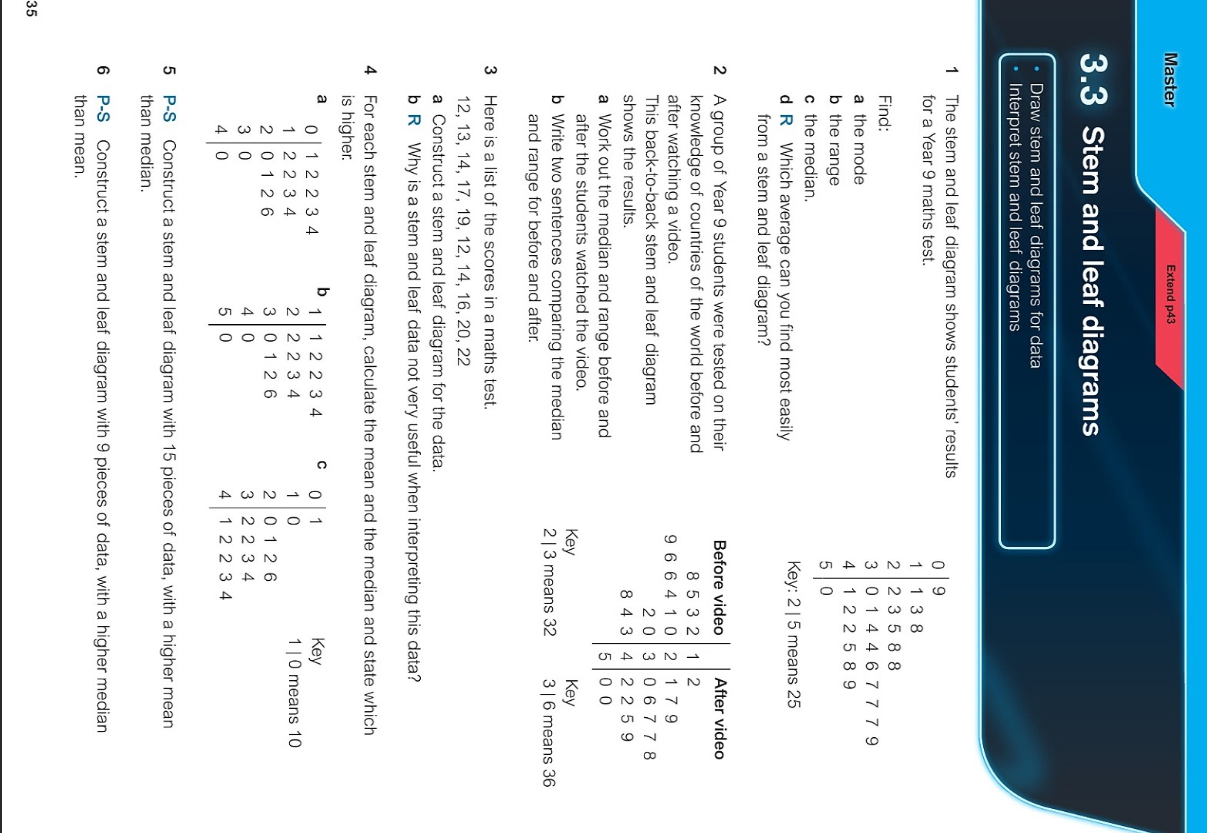 Master
Extend p43
3.3 Stem and leaf diagrams
• Draw stem and leaf diagrams for data
• Interpret stem and leaf diagrams
1 The stem and leaf diagram shows students' results
for a Year 9 maths test.
0 | 9
1 | 1 3 8
2 | 2 3 5 8 8
3 | 0 1 4 4 6 7 7 7 9
4 | 1 2 2 5 8 9
5 | 0
Key: 2 | 5 means 25
Find:
a the mode
b the range
c the median.
d R Which average can you find most easily
from a stem and leaf diagram?
2 A group of Year 9 students were tested on their
knowledge of countries of the world before and
after watching a video.
This back-to-back stem and leaf diagram
shows the results.
a Work out the median and range before and
after the students watched the video.
b Write two sentences comparing the median
and range for before and after.
Before video After video
8 5 3 2 | 1 | 2
9 6 6 4 1 0 | 2 | 1 7 9
2 0 | 3 | 0 6 7 7 8
8 4 3 | 4 | 2 2 5 9
| 5 | 0 0
Key Key
2 | 3 means 32 3 | 6 means 36
3 Here is a list of the scores in a maths test.
12, 13, 14, 17, 19, 12, 14, 16, 20, 22
a Construct a stem and leaf diagram for the data.
b R Why is a stem and leaf data not very useful when interpreting this data?
4 For each stem and leaf diagram, calculate the mean and the median and state which
is higher.
a
0 | 1 2 2 3 4
1 | 2 2 3 4
2 | 0 1 2 6
3 | 0
4 | 0
b
1 | 1 2 2 3 4
2 | 2 2 3 4
3 | 0 1 2 6
4 | 0
5 | 0
c
0 | 1
1 | 0
2 | 0 1 2 6
3 | 2 2 3 4
4 | 1 2 2 3 4
Key
1 | 0 means 10
5 P-S Construct a stem and leaf diagram with 15 pieces of data, with a higher mean
than median.
6 P-S Construct a stem and leaf diagram with 9 pieces of data, with a higher median
than mean.
35